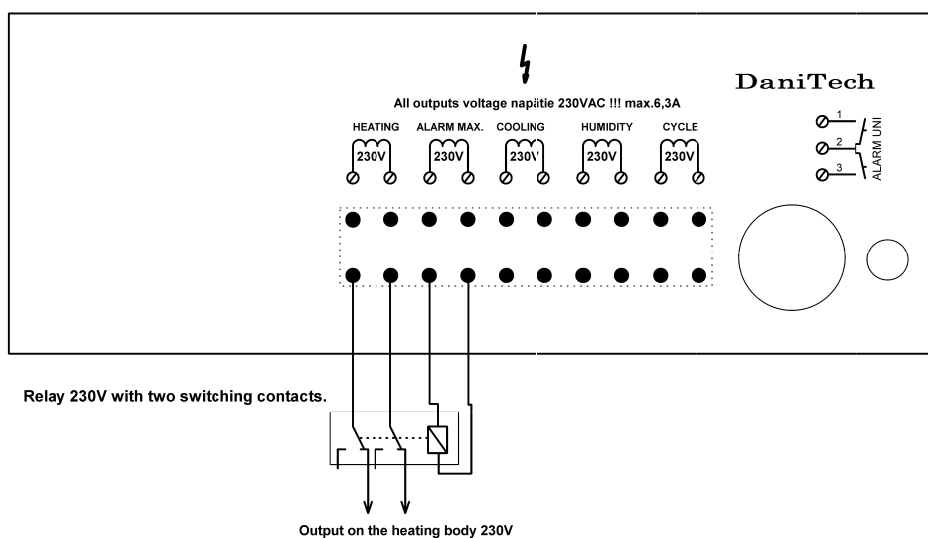 DaniTech
All outputs voltage napätie 230VAC !!! max.6,3A
HEATING ALARM MAX. COOLING HUMIDITY CYCLE
230V 230V 230V 230V 230V
1
2
3
ALARM UNI
Relay 230V with two switching contacts.
Output on the heating body 230V